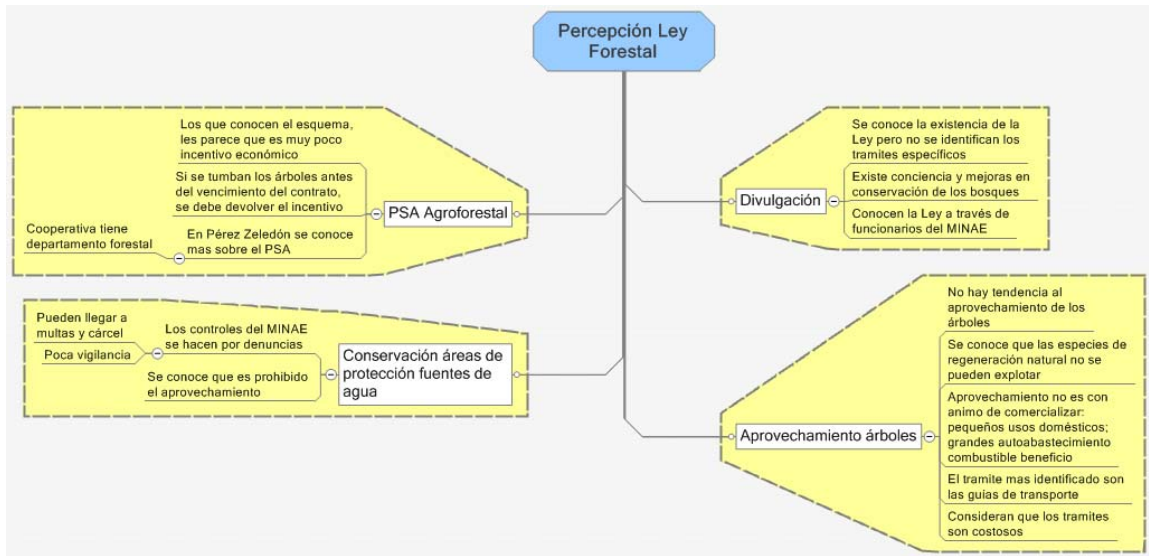 Percepción Ley
Forestal
Los que conocen el esquema,
les parece que es muy poco
incentivo económico
Si se tumban los árboles antes
del vencimiento del contrato,
se debe devolver el incentivo
Cooperativa tiene
departamento forestal
En Pérez Zeledón se conoce
mas sobre el PSA
PSA Agroforestal
Se conoce la existencia de la
Ley pero no se identifican los
tramites específicos
Existe conciencia y mejoras en
conservación de los bosques
Conocen la Ley a través de
funcionarios del MINAE
Divulgación
Pueden llegar a
multas y cárcel
Poca vigilancia
Los controles del MINAE
se hacen por denuncias
Se conoce que es prohibido
el aprovechamiento
Conservación áreas de
protección fuentes de
agua
Aprovechamiento árboles
No hay tendencia al
aprovechamiento de los
árboles
Se conoce que las especies de
regeneración natural no se
pueden explotar
Aprovechamiento no es con
animo de comercializar:
pequeños usos domésticos;
grandes autoabastecimiento
combustible beneficio
El tramite mas identificado son
las guias de transporte
Consideran que los tramites
son costosos